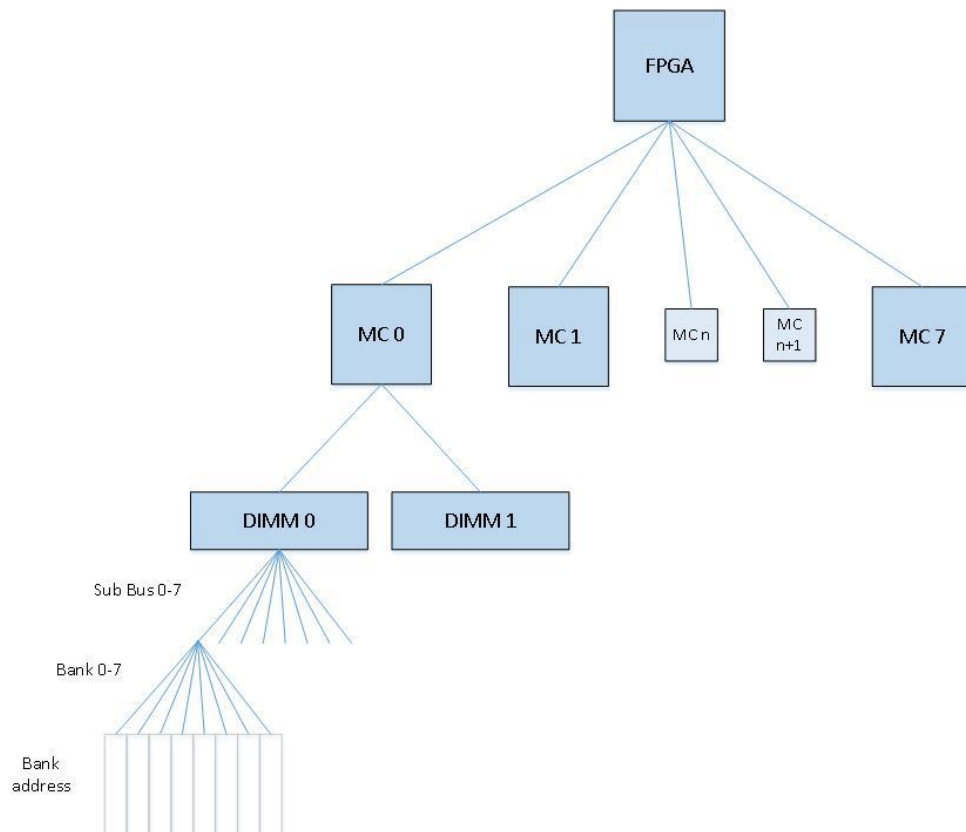 FPGA
MC 0
MC 1
MC n
MC
n+1
MC 7
DIMM 0
DIMM 1
Sub Bus 0-7
Bank 0-7
Bank
address